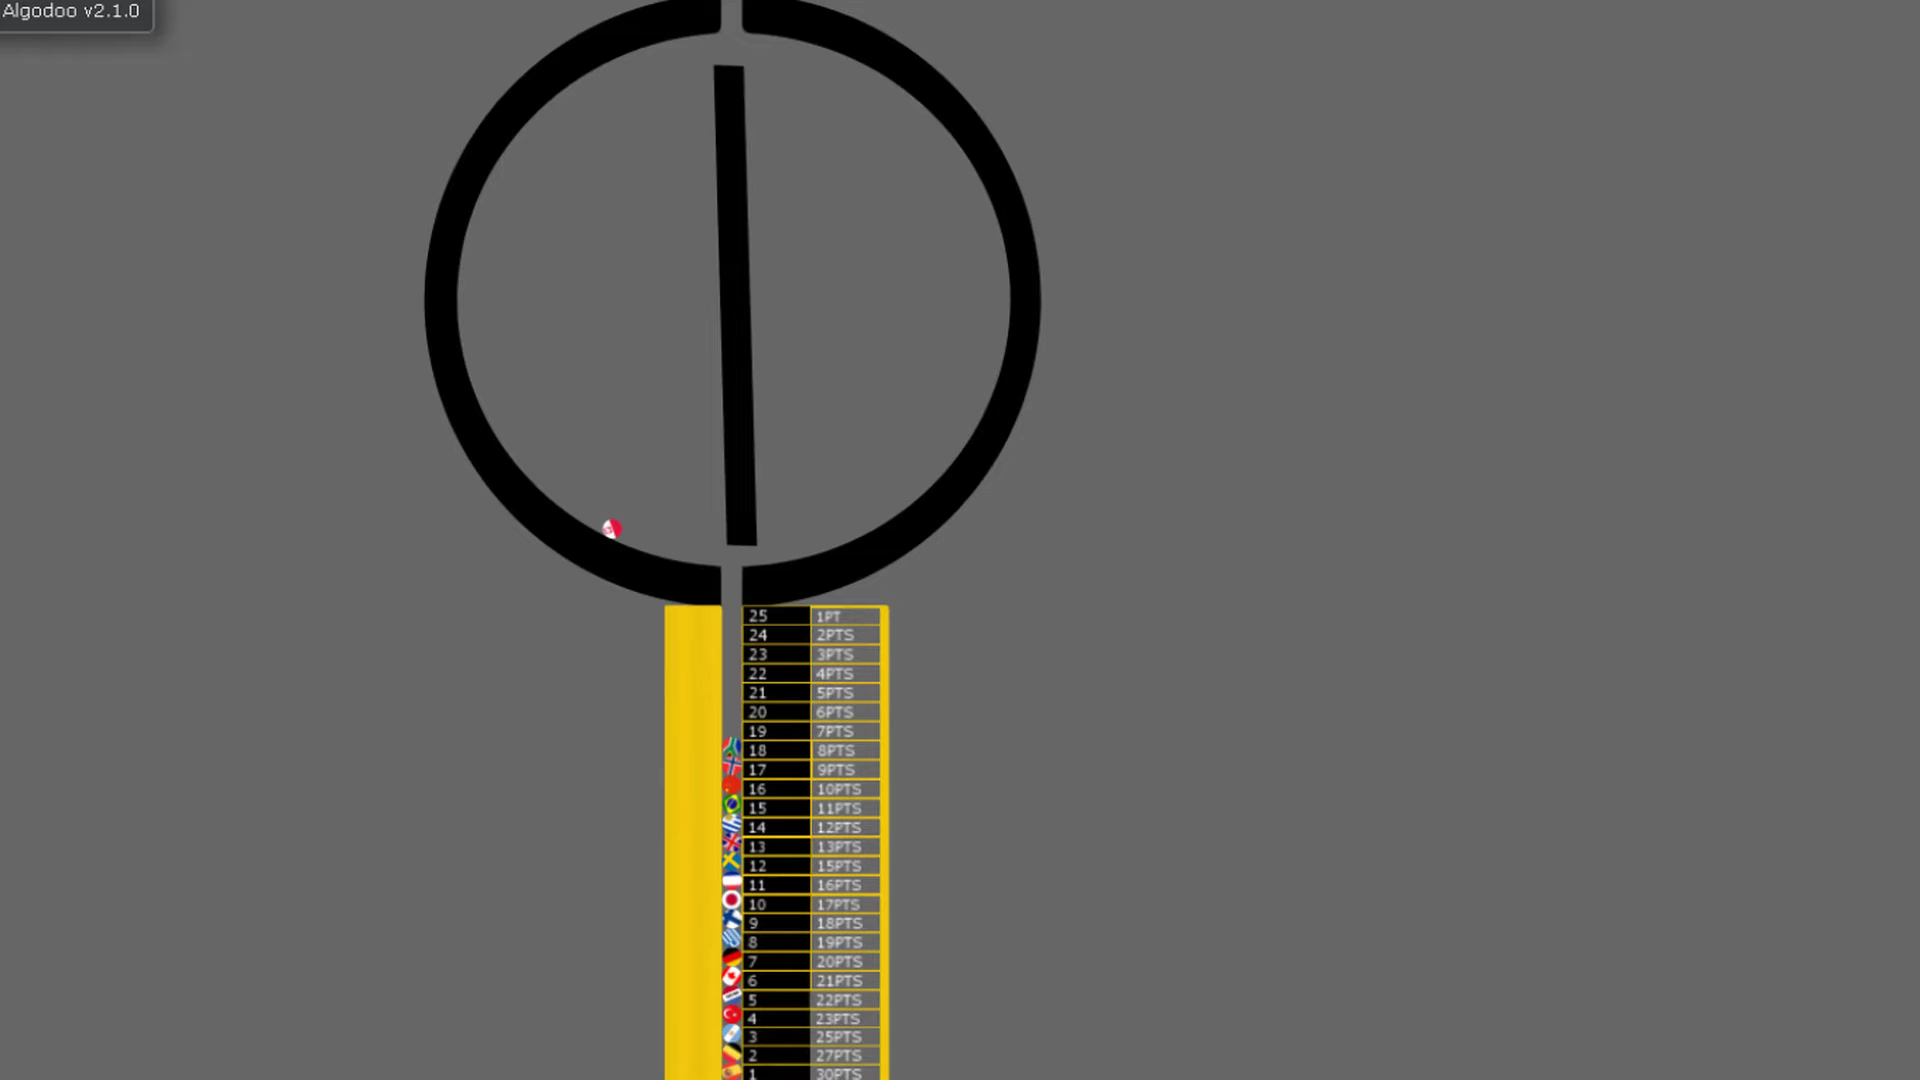 Algodoo v2.1.0
25 1PT
24 2PTS
23 3PTS
22 4PTS
21 5PTS
20 6PTS
19 7PTS
18 8PTS
17 9PTS
16 10PTS
15 11PTS
14 12PTS
13 13PTS
12 15PTS
11 16PTS
10 17PTS
9 18PTS
8 19PTS
7 20PTS
6 21PTS
5 22PTS
4 23PTS
3 25PTS
2 27PTS
1 30PTS